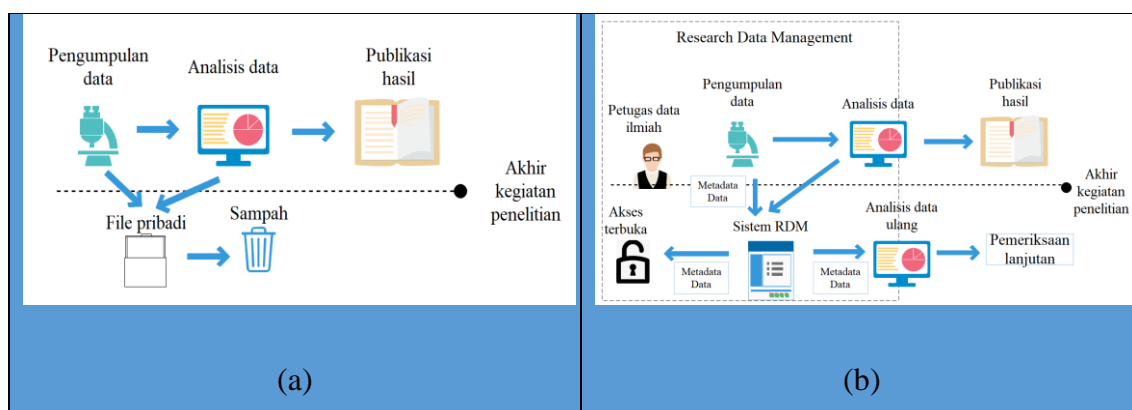 Pengumpulan
data
Analisis data
Publikasi
hasil
Akhir
kegiatan
penelitian
File pribadi
Sampah
(a)
Research Data Management
Petugas data
ilmiah
Pengumpulan
data
Analisis data
Publikasi
hasil
Metadata
Data
Akhir
kegiatan
penelitian
Akses
terbuka
Sistem RDM
Analisis data
ulang
Pemeriksaan
lanjutan
Metadata
Data
Metadata
Data
(b)